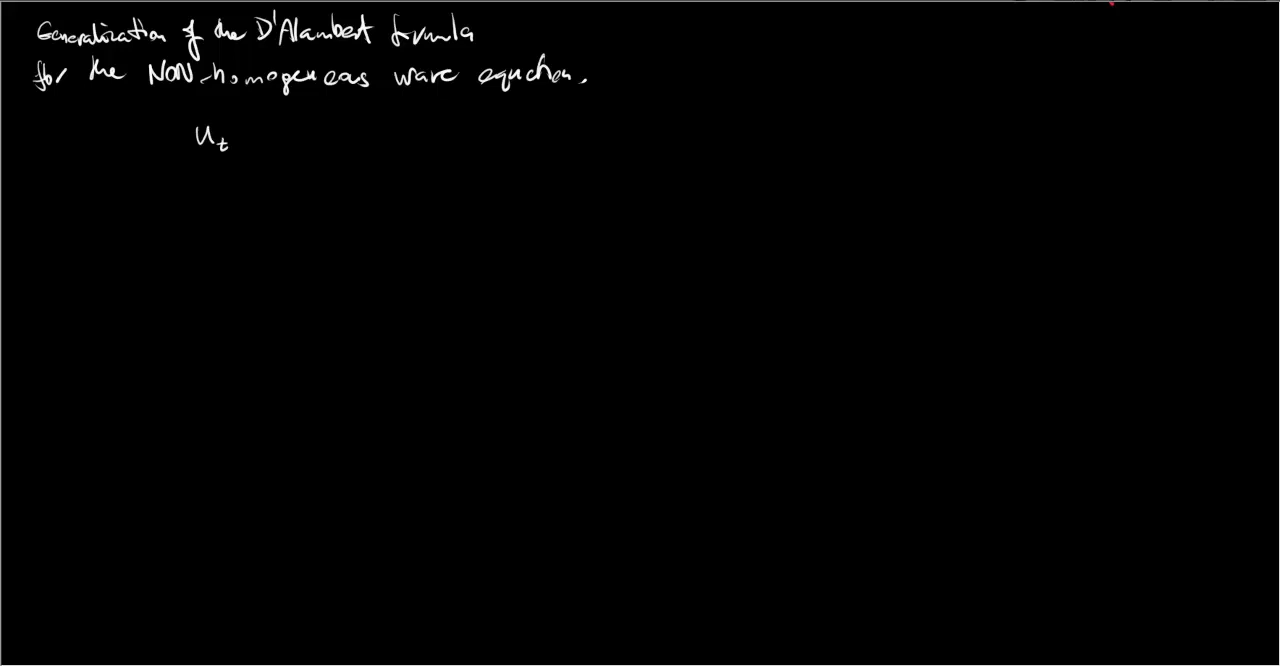 Generalization of the D'Alambert formula
for the NON-homogeneous wave equation.
u_t